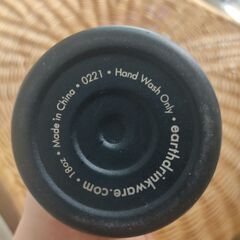 18oz • Made in China • 0221 • Hand Wash Only • earthdrinkware.com •